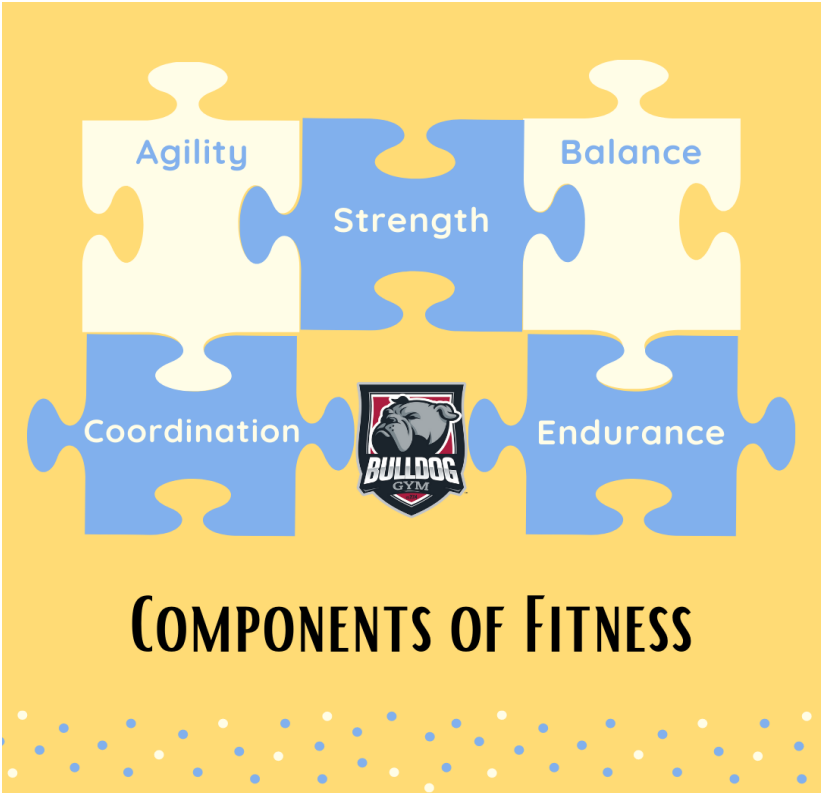 Agility
Balance
Strength
Coordination
Endurance
BULLDOG
GYM
Components of Fitness